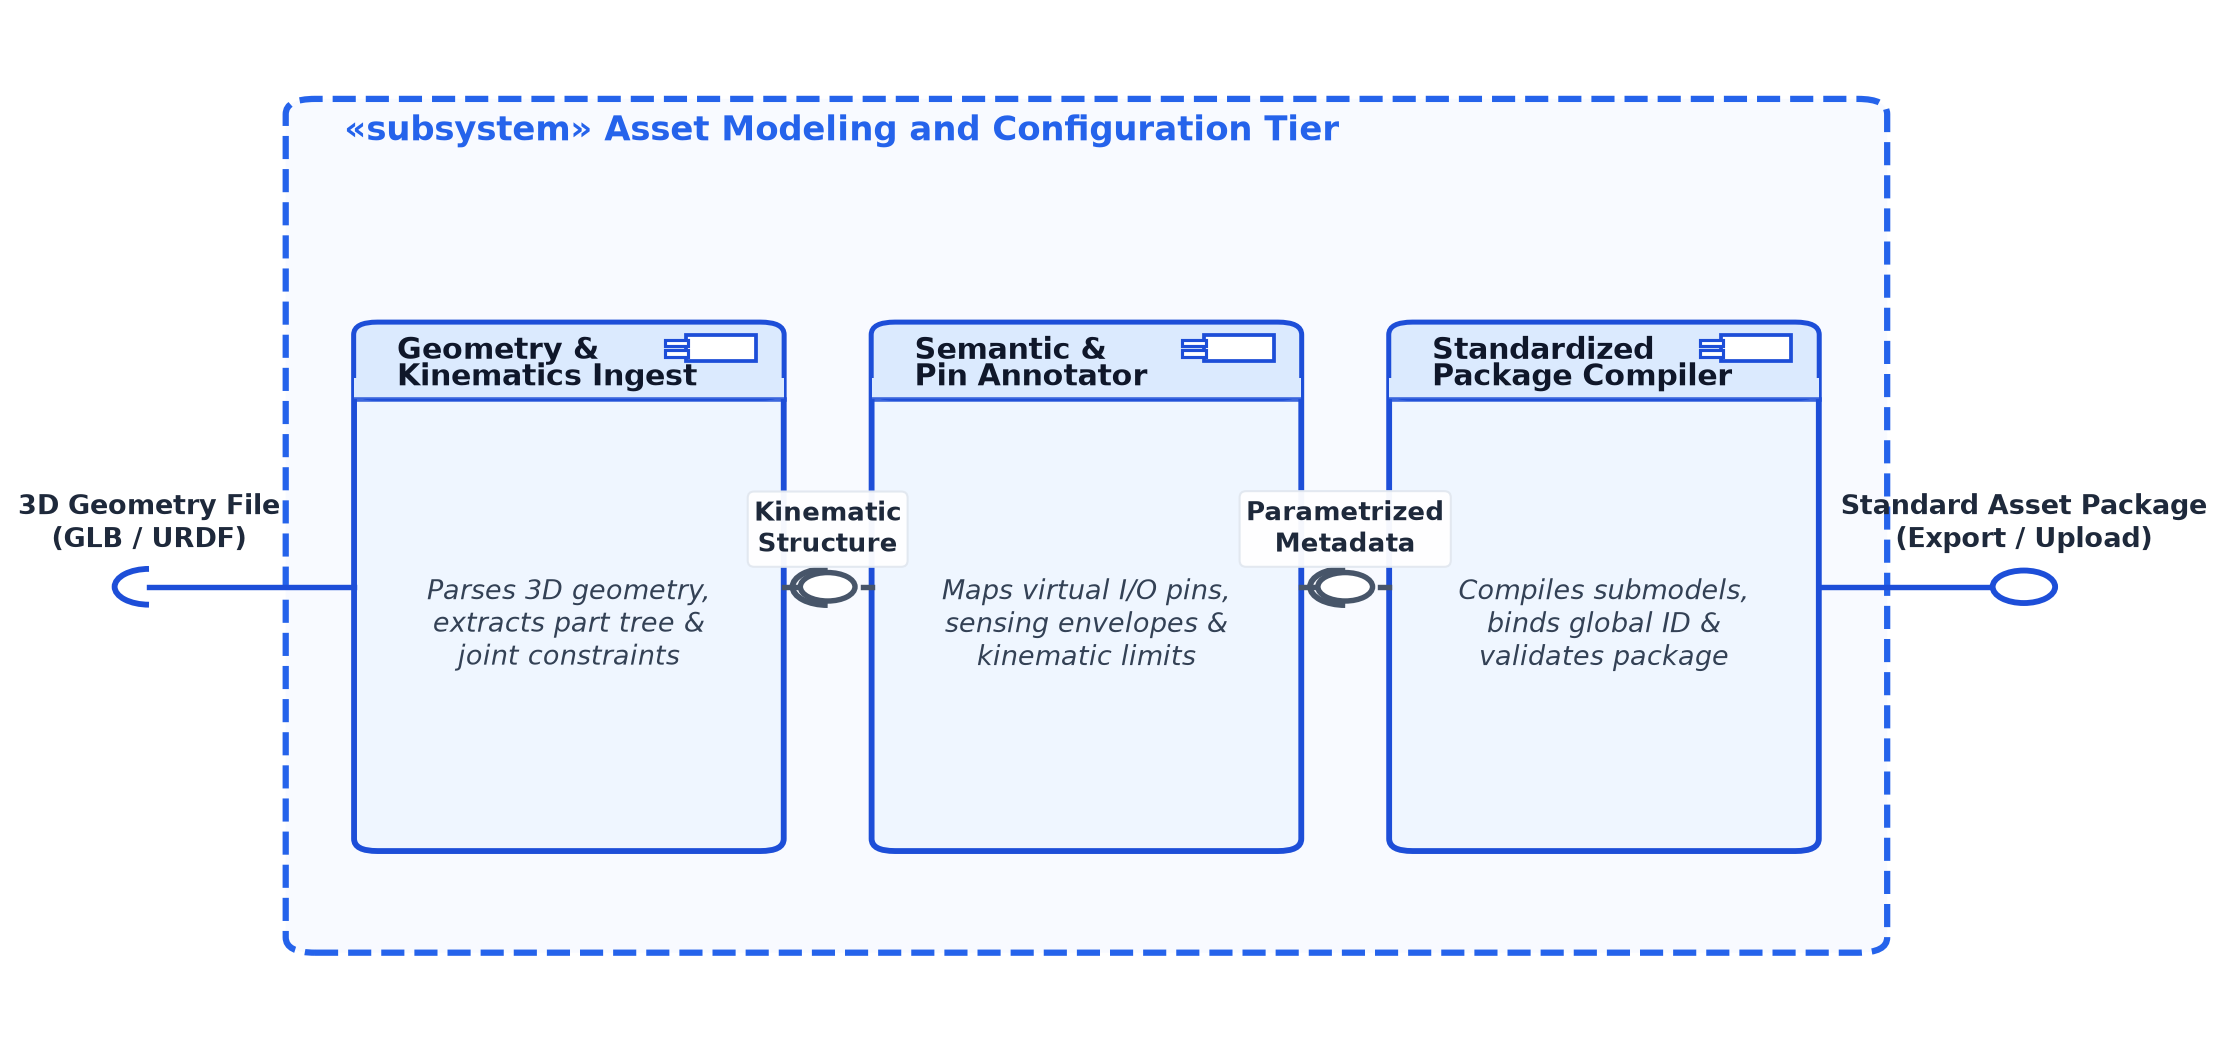 «subsystem» Asset Modeling and Configuration Tier
3D Geometry File
(GLB / URDF)
Geometry &
Kinematics Ingest
Parses 3D geometry,
extracts part tree &
joint constraints
Kinematic
Structure
Semantic &
Pin Annotator
Maps virtual I/O pins,
sensing envelopes &
kinematic limits
Parametrized
Metadata
Standardized
Package Compiler
Compiles submodels,
binds global ID &
validates package
Standard Asset Package
(Export / Upload)